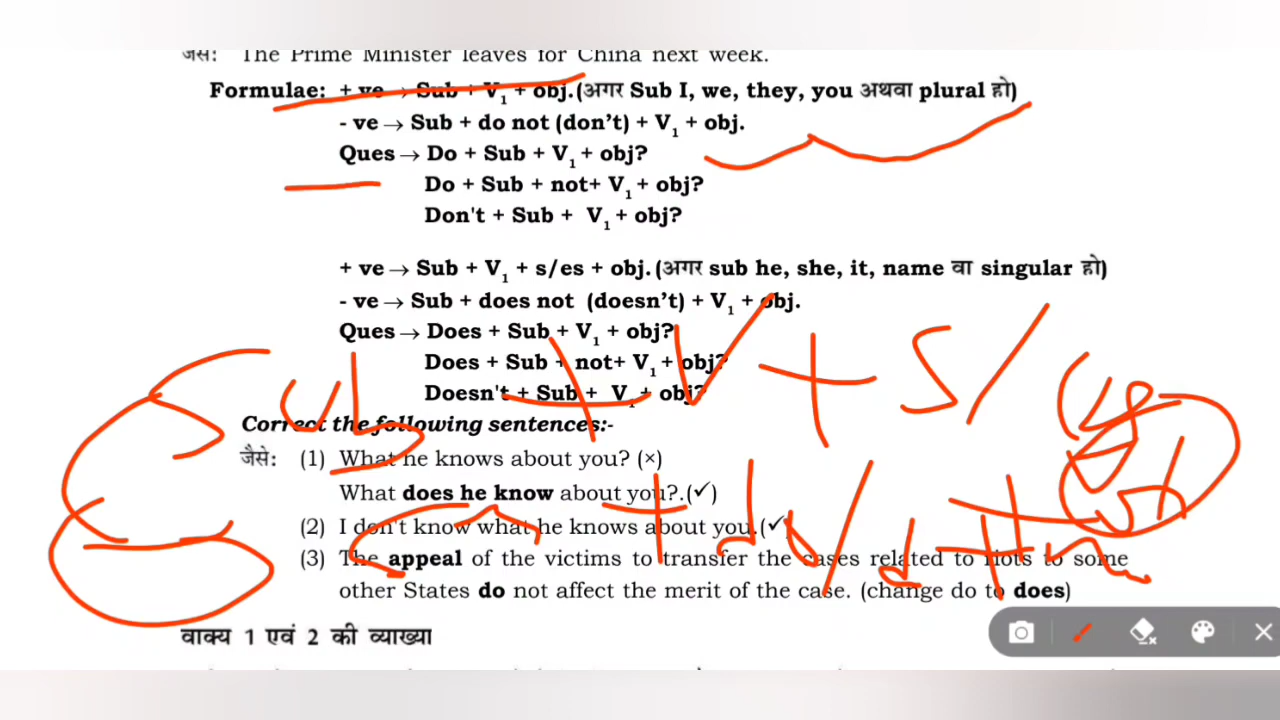 जैसे: The Prime Minister leaves for China next week.
Formulae: + ve → Sub + V1 + obj. (अगर Sub I, we, they, you अथवा plural हो)
- ve → Sub + do not (don't) + V1 + obj.
Ques → Do + Sub + V1 + obj?
Do + Sub + not+ V1 + obj?
Don't + Sub + V1 + obj?
+ ve → Sub + V1 + s/es + obj. (अगर sub he, she, it, name वा singular हो)
- ve → Sub + does not (doesn't) + V1 + obj.
Ques → Does + Sub + V1 + obj?
Does + Sub + not+ V1 + obj?
Doesn't + Sub + V1 + obj?
Sub + V + s/
Correct the following sentences:-
जैसे: (1) What he knows about you? (×)
What does he know about you?.(✓)
(2) I don't know what he knows about you.(✓)
(3) The appeal of the victims to transfer the cases related to riots to some
other States do not affect the merit of the case. (change do to does)
वाक्य 1 एवं 2 की व्याख्या